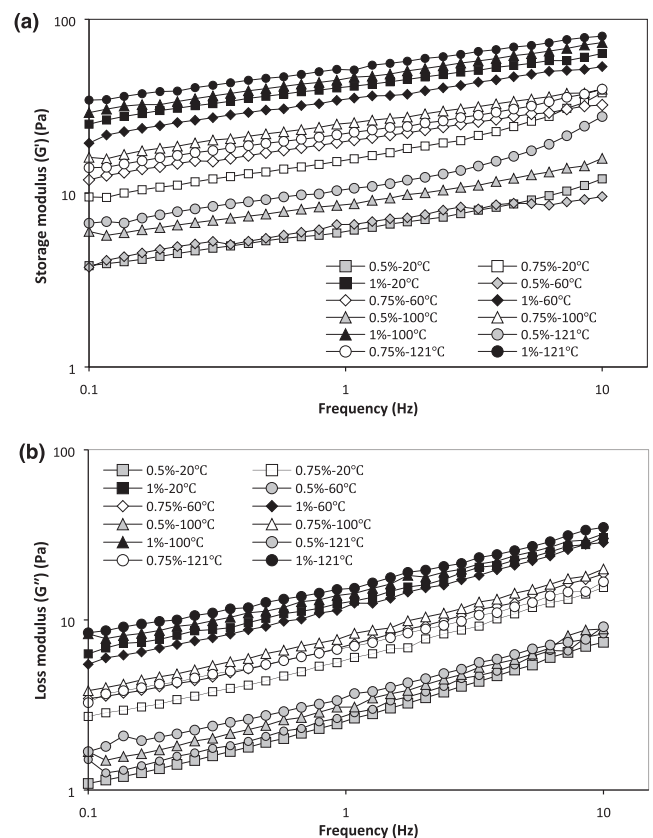 (a)
100
10
1
Storage modulus (G') (Pa)
0.5%-20°C 0.75%-20°C
1%-20°C 0.5%-60°C
0.75%-60°C 1%-60°C
0.5%-100°C 0.75%-100°C
1%-100°C 0.5%-121°C
0.75%-121°C 1%-121°C
0.1 1 10
Frequency (Hz)
(b)
100
10
1
Loss modulus (G″) (Pa)
0.5%-20°C 0.75%-20°C
1%-20°C 0.5%-60°C
0.75%-60°C 1%-60°C
0.5%-100°C 0.75%-100°C
1%-100°C 0.5%-121°C
0.75%-121°C 1%-121°C
0.1 1 10
Frequency (Hz)